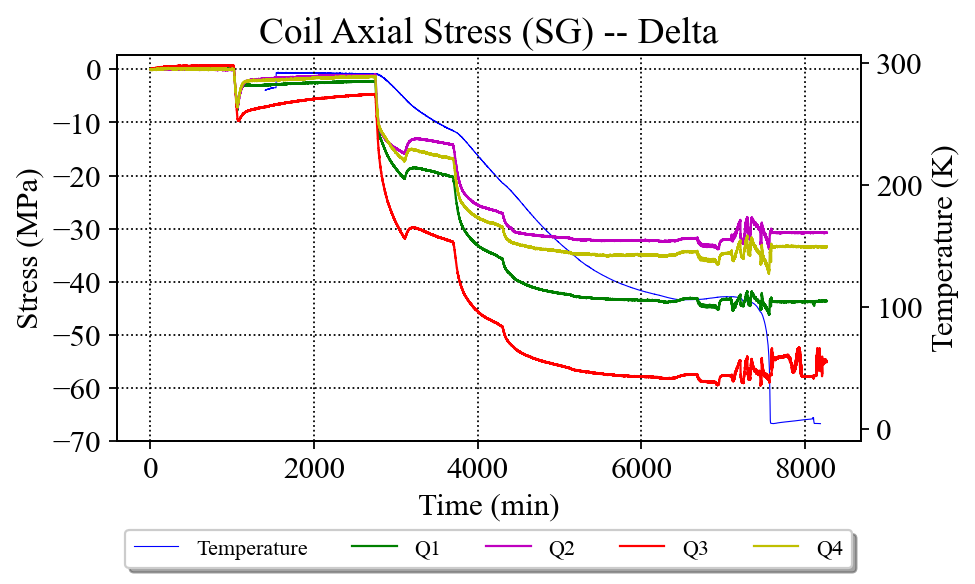 Coil Axial Stress (SG) -- Delta
Stress (MPa)
0
−10
−20
−30
−40
−50
−60
−70
300
200
100
0
Temperature (K)
0 2000 4000 6000 8000
Time (min)
Temperature Q1 Q2 Q3 Q4